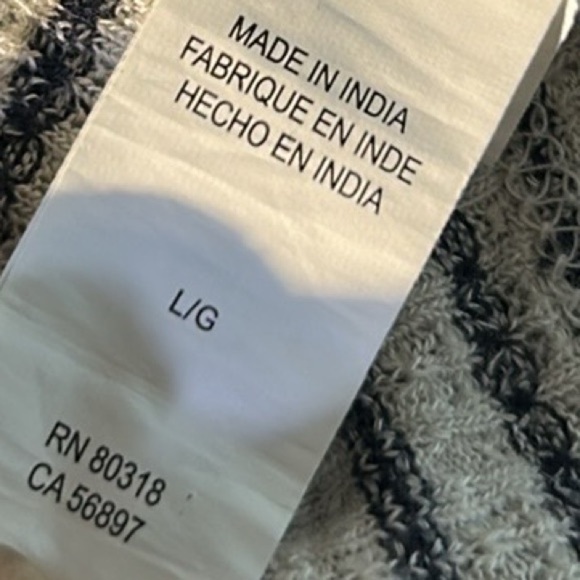 MADE IN INDIA
FABRIQUE EN INDE
HECHO EN INDIA
L/G
RN 80318
CA 56897